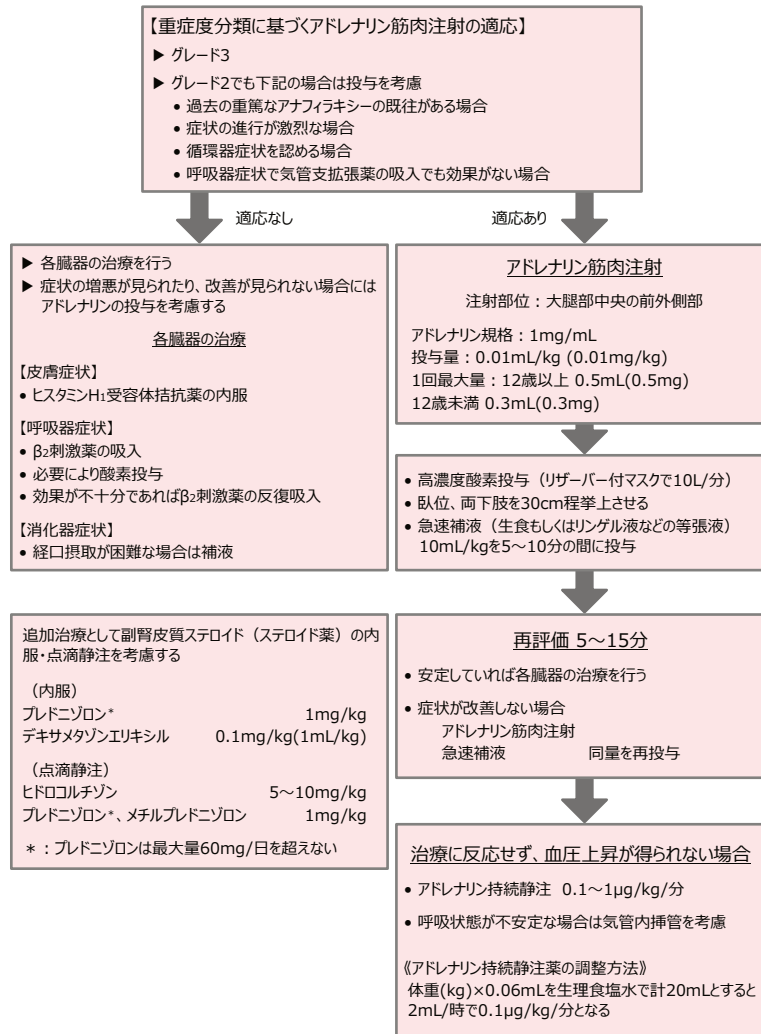 【重症度分類に基づくアドレナリン筋肉注射の適応】
▶ グレード3
▶ グレード2でも下記の場合は投与を考慮
• 過去の重篤なアナフィラキシーの既往がある場合
• 症状の進行が激烈な場合
• 循環器症状を認める場合
• 呼吸器症状で気管支拡張薬の吸入でも効果がない場合
適応なし
適応あり
▶ 各臓器の治療を行う
▶ 症状の増悪が見られたり、改善が見られない場合には
アドレナリンの投与を考慮する
各臓器の治療
【皮膚症状】
• ヒスタミンH₁受容体拮抗薬の内服
【呼吸器症状】
• β₂刺激薬の吸入
• 必要により酸素投与
• 効果が不十分であればβ₂刺激薬の反復吸入
【消化器症状】
• 経口摂取が困難な場合は補液
アドレナリン筋肉注射
注射部位：大腿部中央の前外側部
アドレナリン規格：1mg/mL
投与量：0.01mL/kg (0.01mg/kg)
1回最大量：12歳以上 0.5mL(0.5mg)
12歳未満 0.3mL(0.3mg)
• 高濃度酸素投与（リザーバー付マスクで10L/分）
• 臥位、両下肢を30cm程挙上させる
• 急速補液（生食もしくはリンゲル液などの等張液）
10mL/kgを5～10分の間に投与
追加治療として副腎皮質ステロイド（ステロイド薬）の内
服・点滴静注を考慮する
（内服）
プレドニゾロン* 1mg/kg
デキサメタゾンエリキシル 0.1mg/kg(1mL/kg)
（点滴静注）
ヒドロコルチゾン 5～10mg/kg
プレドニゾロン*、メチルプレドニゾロン 1mg/kg
＊：プレドニゾロンは最大量60mg/日を超えない
再評価 5～15分
• 安定していれば各臓器の治療を行う
• 症状が改善しない場合
アドレナリン筋肉注射
急速補液 同量を再投与
治療に反応せず、血圧上昇が得られない場合
• アドレナリン持続静注 0.1～1μg/kg/分
• 呼吸状態が不安定な場合は気管内挿管を考慮
《アドレナリン持続静注薬の調整方法》
体重(kg)×0.06mLを生理食塩水で計20mLとすると
2mL/時で0.1μg/kg/分となる